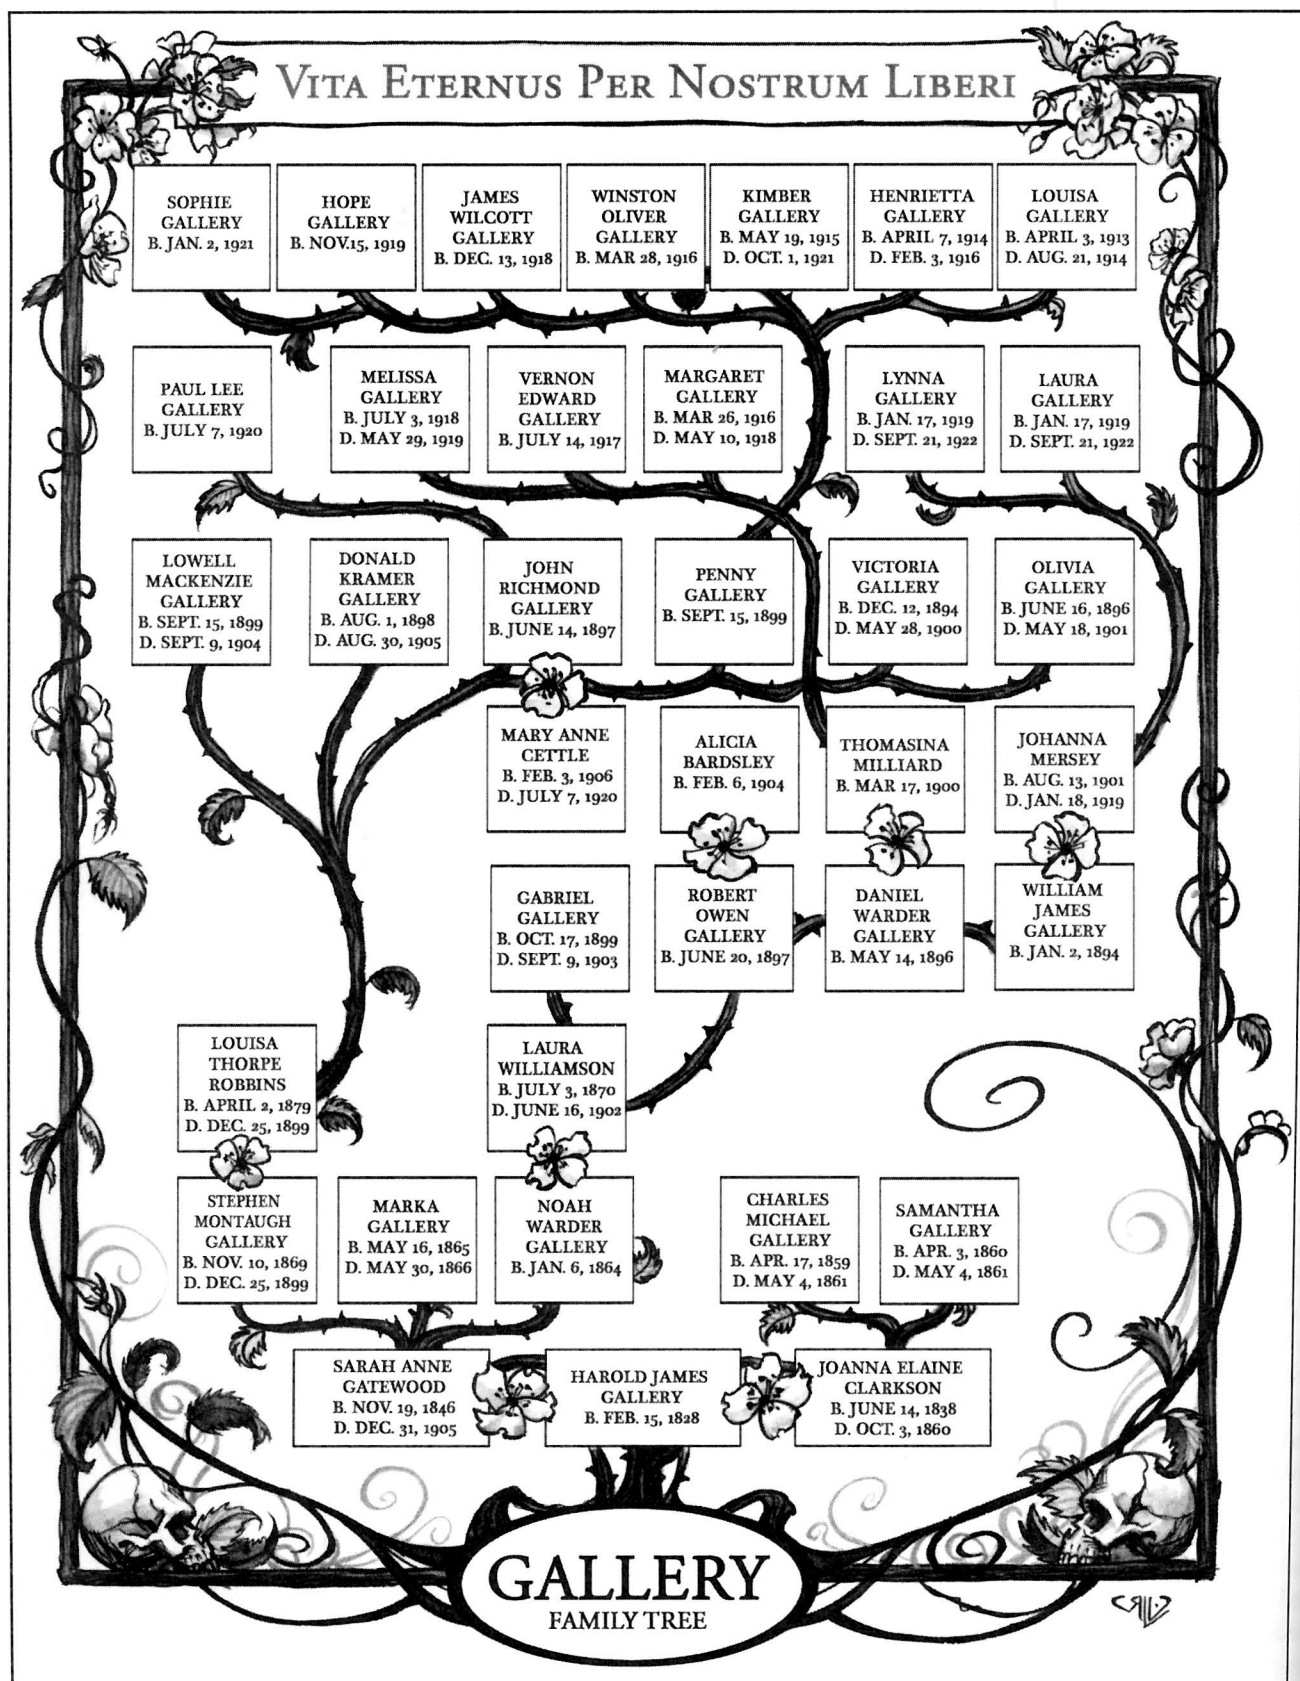 VITA ETERNUS PER NOSTRUM LIBERI
SOPHIE
GALLERY
B. JAN. 2, 1921
HOPE
GALLERY
B. NOV.15, 1919
JAMES
WILCOTT
GALLERY
B. DEC. 13, 1918
WINSTON
OLIVER
GALLERY
B. MAR 28, 1916
KIMBER
GALLERY
B. MAY 19, 1915
D. OCT. 1, 1921
HENRIETTA
GALLERY
B. APRIL 7, 1914
D. FEB. 3, 1916
LOUISA
GALLERY
B. APRIL 3, 1913
D. AUG. 21, 1914
PAUL LEE
GALLERY
B. JULY 7, 1920
MELISSA
GALLERY
B. JULY 3, 1918
D. MAY 29, 1919
VERNON
EDWARD
GALLERY
B. JULY 14, 1917
MARGARET
GALLERY
B. MAR 26, 1916
D. MAY 10, 1918
LYNNA
GALLERY
B. JAN. 17, 1919
D. SEPT. 21, 1922
LAURA
GALLERY
B. JAN. 17, 1919
D. SEPT. 21, 1922
LOWELL
MACKENZIE
GALLERY
B. SEPT. 15, 1899
D. SEPT. 9, 1904
DONALD
KRAMER
GALLERY
B. AUG. 1, 1898
D. AUG. 30, 1905
JOHN
RICHMOND
GALLERY
B. JUNE 14, 1897
PENNY
GALLERY
B. SEPT. 15, 1899
VICTORIA
GALLERY
B. DEC. 12, 1894
D. MAY 28, 1900
OLIVIA
GALLERY
B. JUNE 16, 1896
D. MAY 18, 1901
MARY ANNE
CETTLE
B. FEB. 3, 1906
D. JULY 7, 1920
ALICIA
BARDSLEY
B. FEB. 6, 1904
THOMASINA
MILLIARD
B. MAR 17, 1900
JOHANNA
MERSEY
B. AUG. 13, 1901
D. JAN. 18, 1919
GABRIEL
GALLERY
B. OCT. 17, 1899
D. SEPT. 9, 1903
ROBERT
OWEN
GALLERY
B. JUNE 20, 1897
DANIEL
WARDER
GALLERY
B. MAY 14, 1896
WILLIAM
JAMES
GALLERY
B. JAN. 2, 1894
LOUISA
THORPE
ROBBINS
B. APRIL 2, 1879
D. DEC. 25, 1899
LAURA
WILLIAMSON
B. JULY 3, 1870
D. JUNE 16, 1902
STEPHEN
MONTAUGH
GALLERY
B. NOV. 10, 1869
D. DEC. 25, 1899
MARKA
GALLERY
B. MAY 16, 1865
D. MAY 30, 1866
NOAH
WARDER
GALLERY
B. JAN. 6, 1864
CHARLES
MICHAEL
GALLERY
B. APR. 17, 1859
D. MAY 4, 1861
SAMANTHA
GALLERY
B. APR. 3, 1860
D. MAY 4, 1861
SARAH ANNE
GATEWOOD
B. NOV. 19, 1846
D. DEC. 31, 1905
HAROLD JAMES
GALLERY
B. FEB. 15, 1828
JOANNA ELAINE
CLARKSON
B. JUNE 14, 1838
D. OCT. 3, 1860
GALLERY
FAMILY TREE